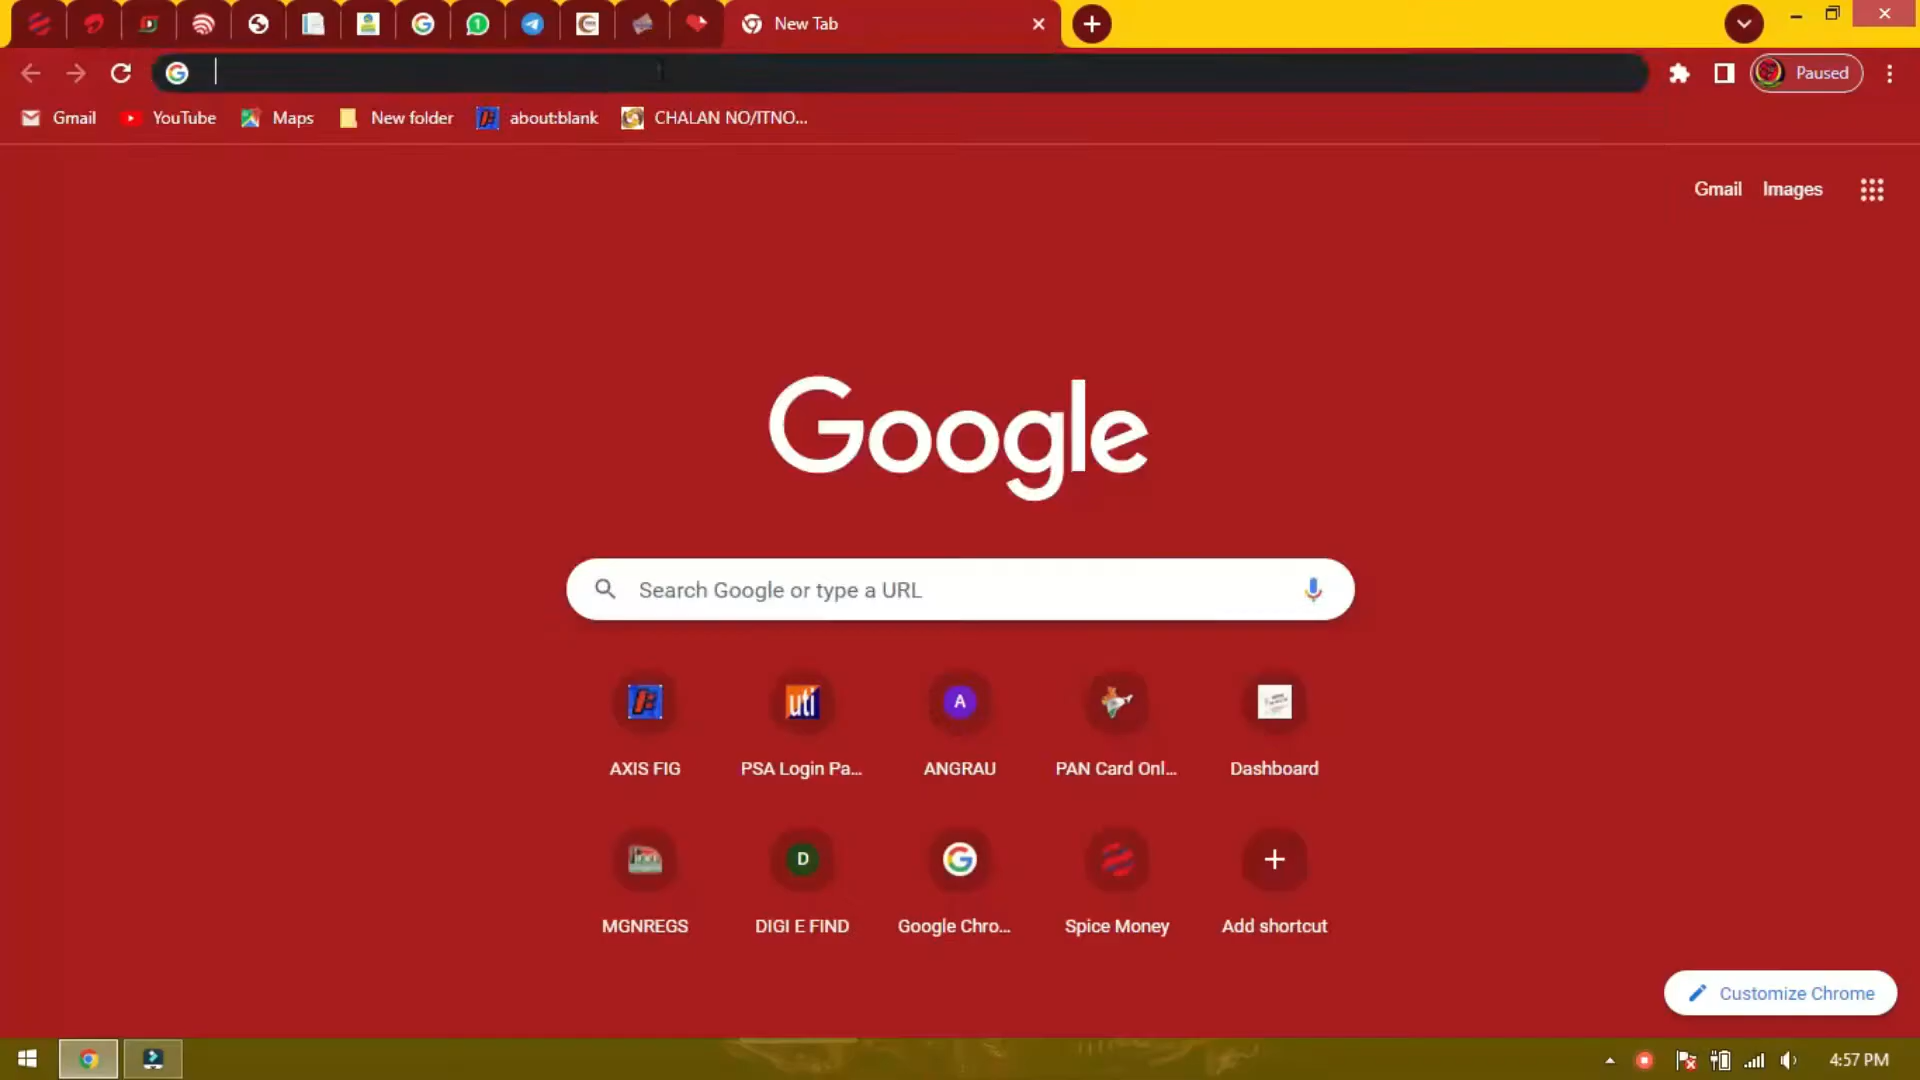 New Tab
Paused
Gmail
YouTube
Maps
New folder
about:blank
CHALAN NO/ITNO...
Gmail
Images
Google
Search Google or type a URL
uti
A
AXIS FIG
PSA Login Pa...
ANGRAU
PAN Card Onl...
Dashboard
D
MGNREGS
DIGI E FIND
Google Chro...
Spice Money
Add shortcut
Customize Chrome
4:57 PM